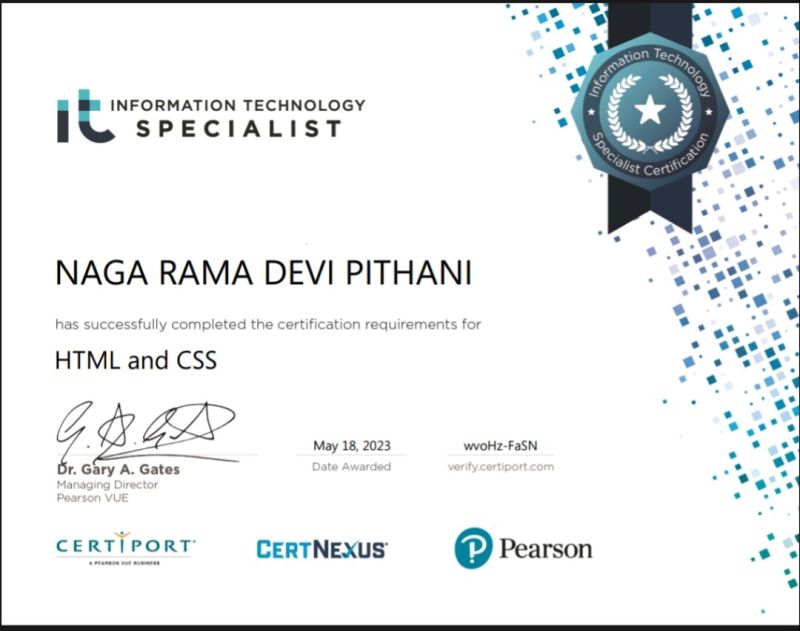 it INFORMATION TECHNOLOGY
SPECIALIST
Information Technology
Specialist Certification
NAGA RAMA DEVI PITHANI
has successfully completed the certification requirements for
HTML and CSS
Dr. Gary A. Gates
Managing Director
Pearson VUE
May 18, 2023
Date Awarded
wvoHz-FaSN
verify.certiport.com
CERTIPORT
A PEARSON VUE BUSINESS
CERTNEXUS
P Pearson